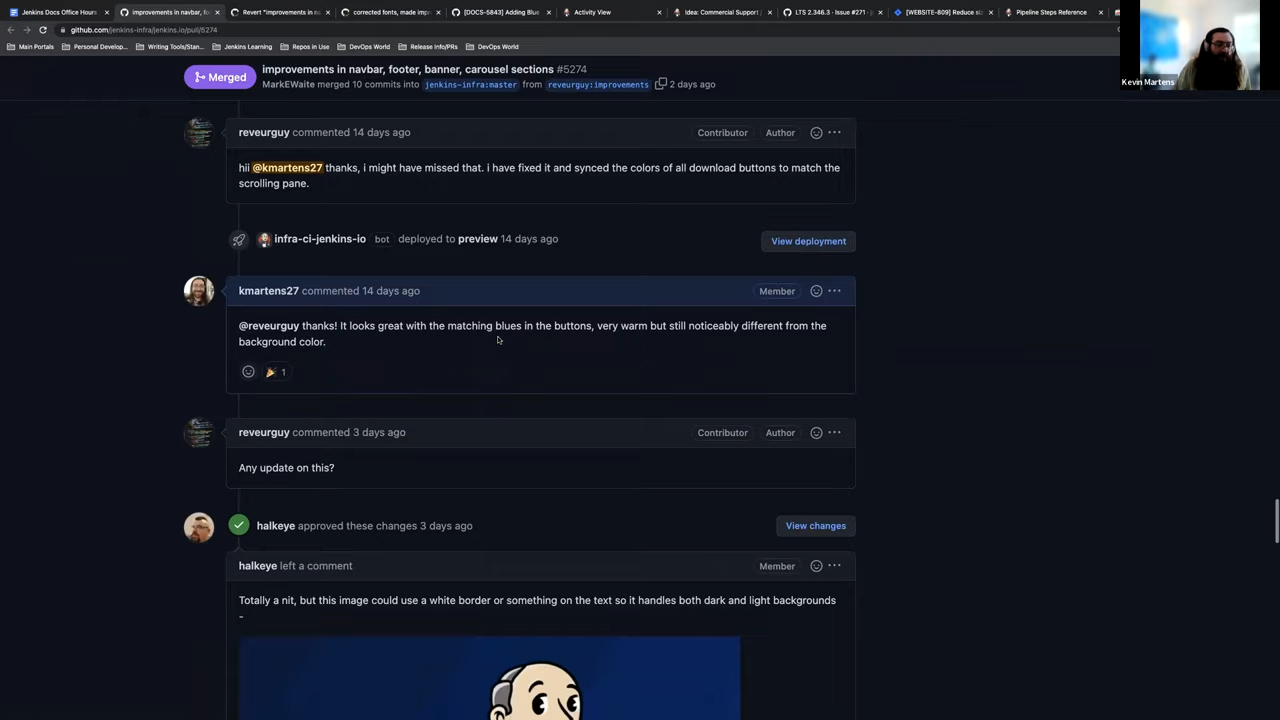 Jenkins Docs Office Hours
improvements in navbar, fo
Revert "improvements in n
corrected fonts, made impr
[DOCS-5843] Adding Blue
Activity View
Idea: Social Support /
LTS 2.346.3 - Issue #271
[WEBSITE-809] Reduce si
Pipeline Steps Reference
github.com/jenkins-infra/jenkins.io/pull/5274
Main Portals
Personal Develop...
Writing Tools/Stan...
Jenkins Learning
Repos in Use
DevOps World
Release Info/PRs
DevOps World
Kevin Martens
Merged
improvements in navbar, footer, banner, carousel sections #5274
MarkEWaite merged 10 commits into jenkins-infra:master from reveurguy:improvements 2 days ago
reveurguy commented 14 days ago
Contributor Author
hii @kmartens27 thanks, i might have missed that. i have fixed it and synced the colors of all download buttons to match the
scrolling pane.
infra-ci-jenkins-io bot deployed to preview 14 days ago
View deployment
kmartens27 commented 14 days ago
Member
@reveurguy thanks! It looks great with the matching blues in the buttons, very warm but still noticeably different from the
background color.
1
reveurguy commented 3 days ago
Contributor Author
Any update on this?
halkeye approved these changes 3 days ago
View changes
halkeye left a comment
Member
Totally a nit, but this image could use a white border or something on the text so it handles both dark and light backgrounds
-